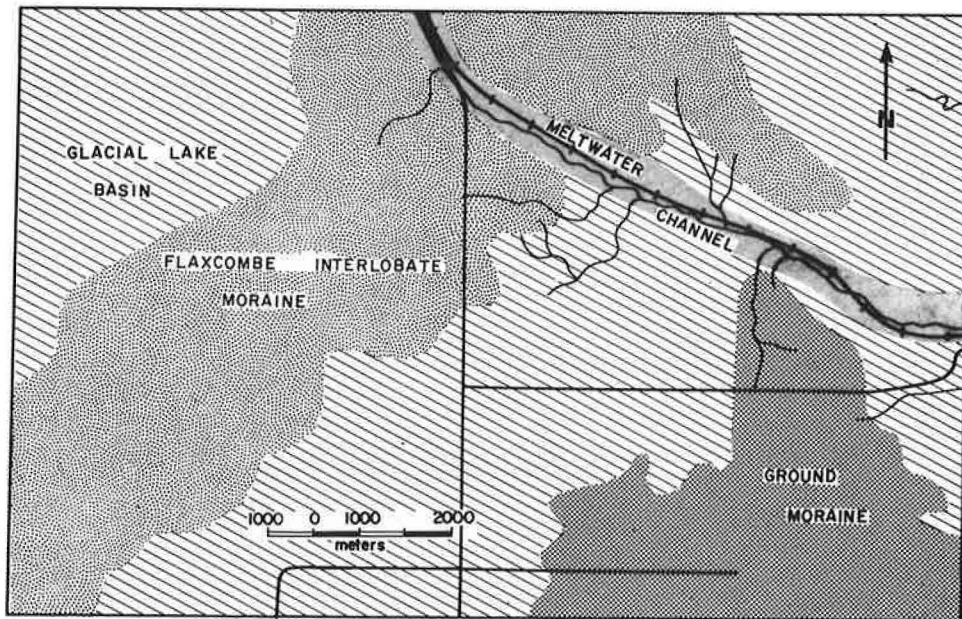 N
MELTWATER
GLACIAL LAKE
BASIN
CHANNEL
FLAXCOMBE INTERLOBATE
MORAINE
GROUND
MORAINE
1000 0 1000 2000
meters